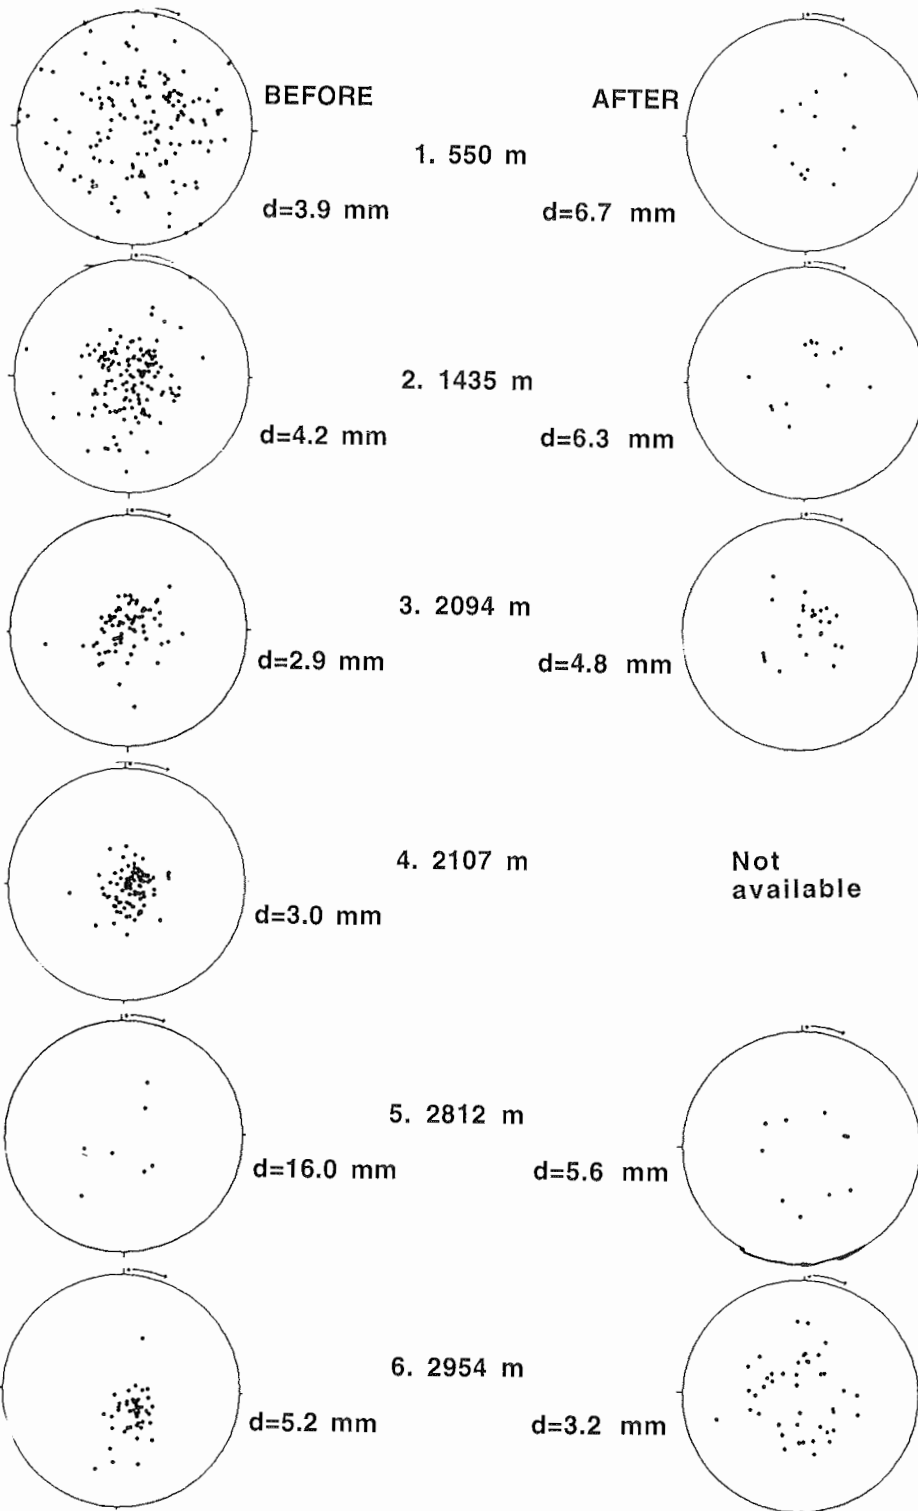 BEFORE
AFTER
1. 550 m
d=3.9 mm
d=6.7 mm
2. 1435 m
d=4.2 mm
d=6.3 mm
3. 2094 m
d=2.9 mm
d=4.8 mm
4. 2107 m
Not
available
d=3.0 mm
5. 2812 m
d=16.0 mm
d=5.6 mm
6. 2954 m
d=5.2 mm
d=3.2 mm